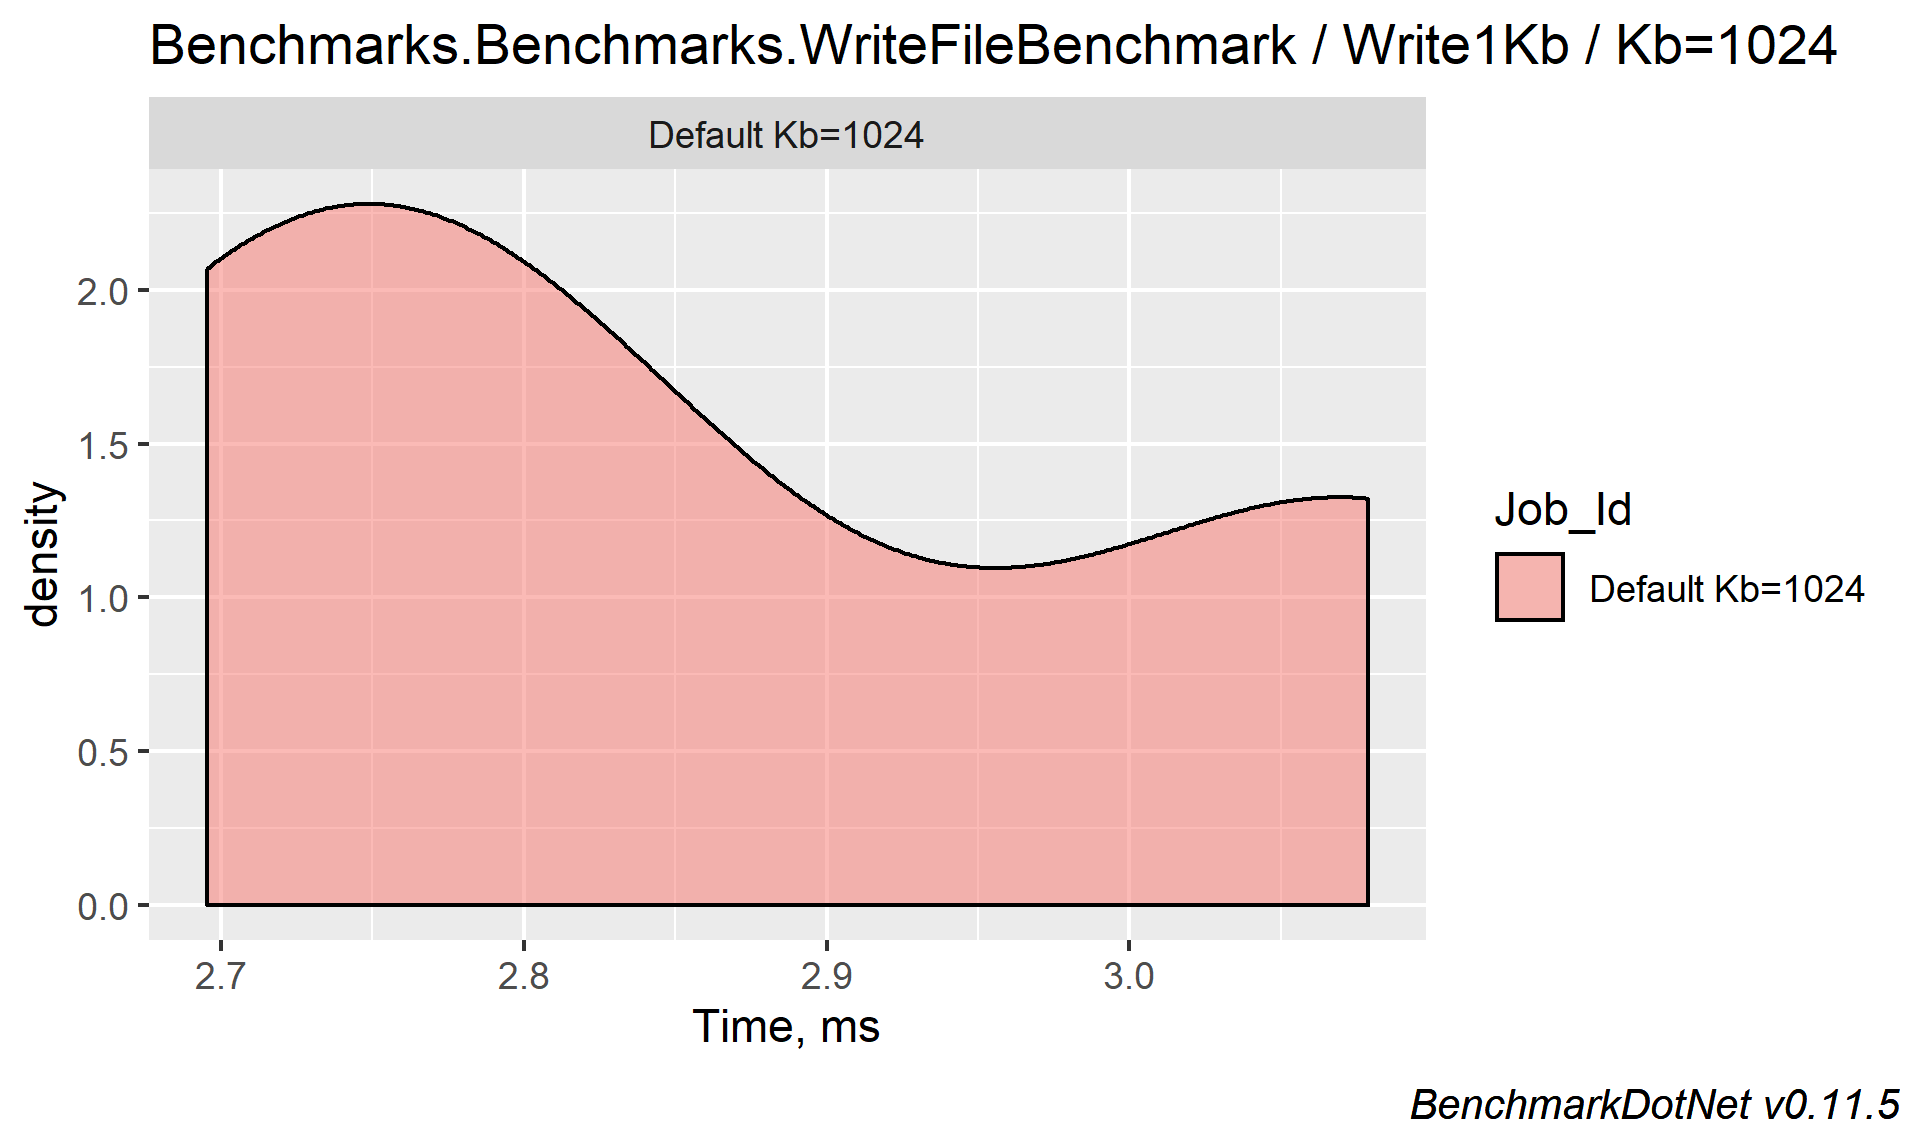 Benchmarks.Benchmarks.WriteFileBenchmark / Write1Kb / Kb=1024
Default Kb=1024
2.0
1.5
1.0
0.5
0.0
density
2.7 2.8 2.9 3.0
Time, ms
Job_Id
Default Kb=1024
BenchmarkDotNet v0.11.5